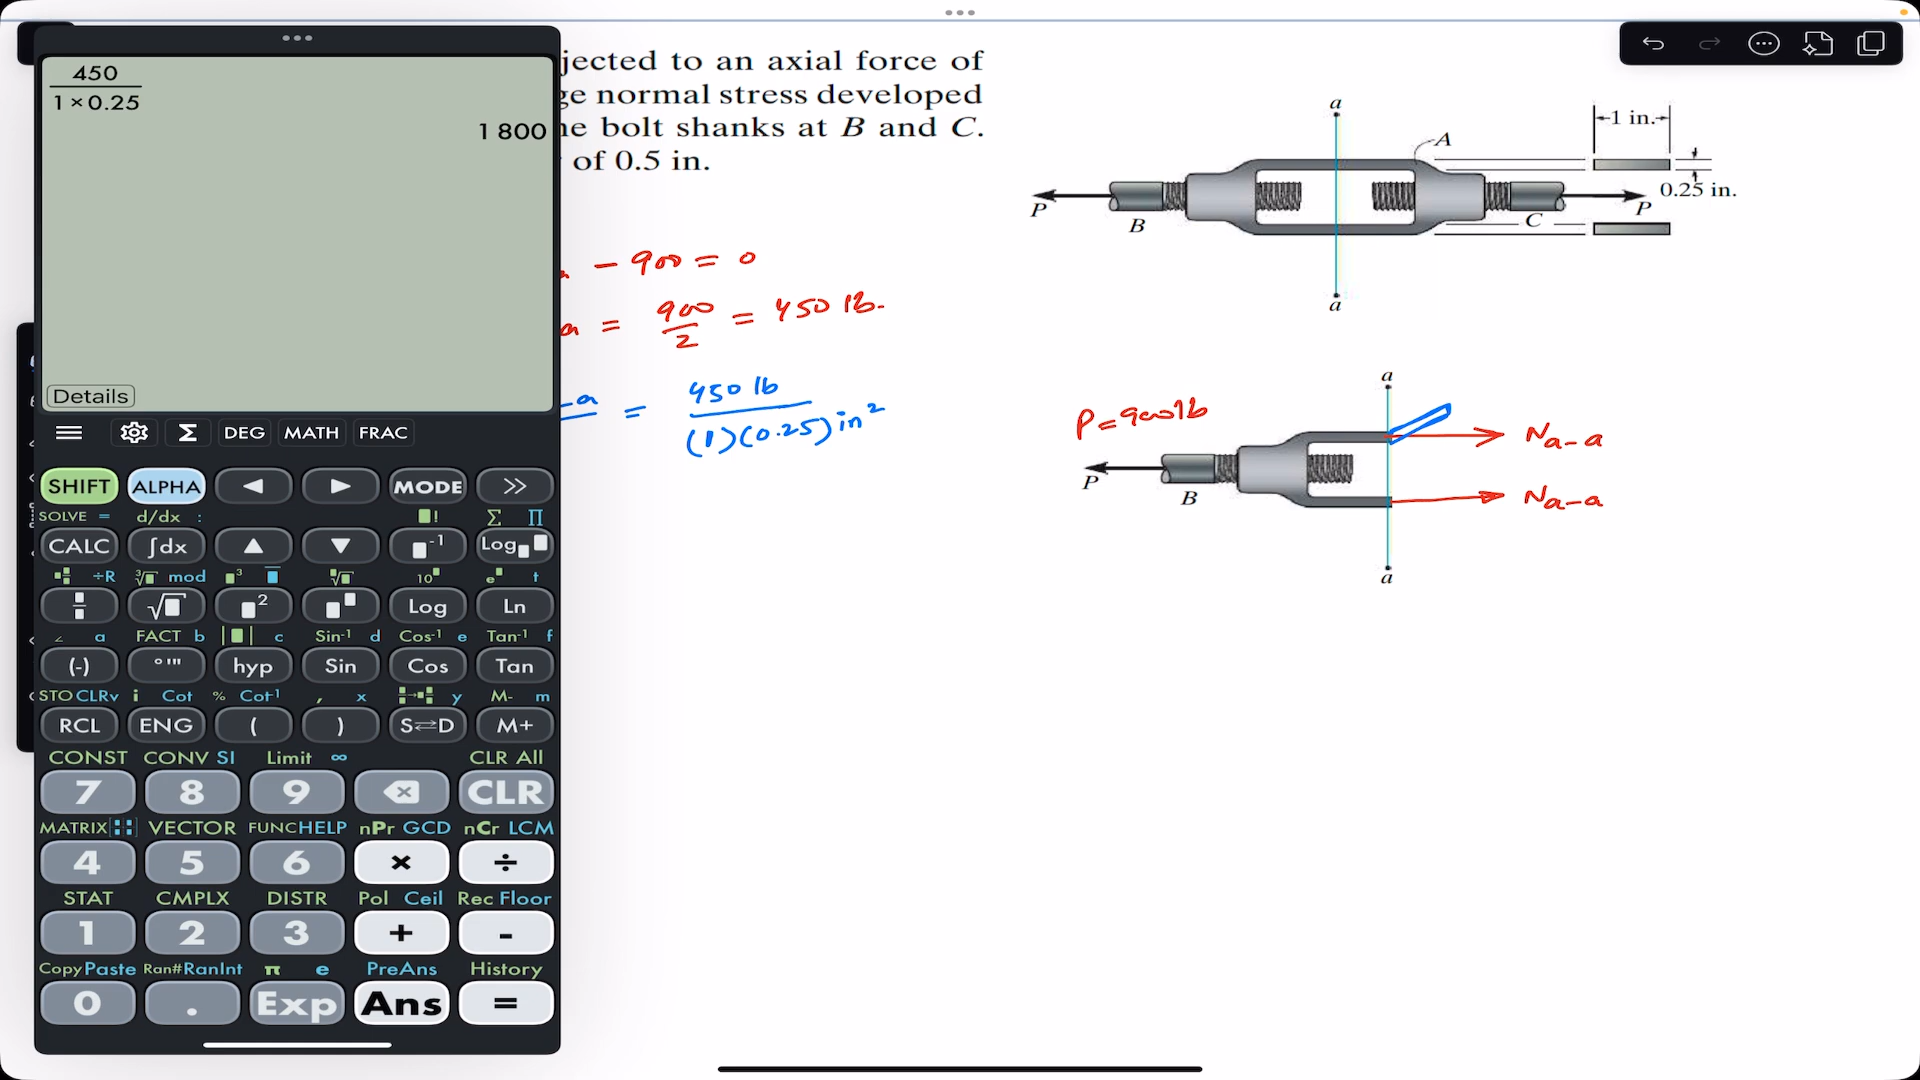 450
1×0.25
1 800
Details
DEG MATH FRAC
SHIFT ALPHA MODE
SOLVE = d/dx :
CALC ∫dx Log
÷R mod 10 e t
Log Ln
a FACT b c Sin-1 d Cos-1 e Tan-1 f
(-) °'" hyp Sin Cos Tan
STO CLRv i Cot % Cot-1 , x y M- m
RCL ENG ( ) S⇄D M+
CONST CONV SI Limit ∞ CLR All
7 8 9 CLR
MATRIX VECTOR FUNC HELP nPr GCD nCr LCM
4 5 6 × ÷
STAT CMPLX DISTR Pol Ceil Rec Floor
1 2 3 + -
Copy Paste Ran# RanInt π e PreAns History
0 . Exp Ans =
jected to an axial force of
ge normal stress developed
he bolt shanks at B and C.
of 0.5 in.
- 900 = 0
a = 900/2 = 450 lb.
-a = 450 lb
(1)(0.25) in²
a
A
1 in.
0.25 in.
P
B
C
P
a
a
P=900lb
Na-a
P
B
Na-a
a